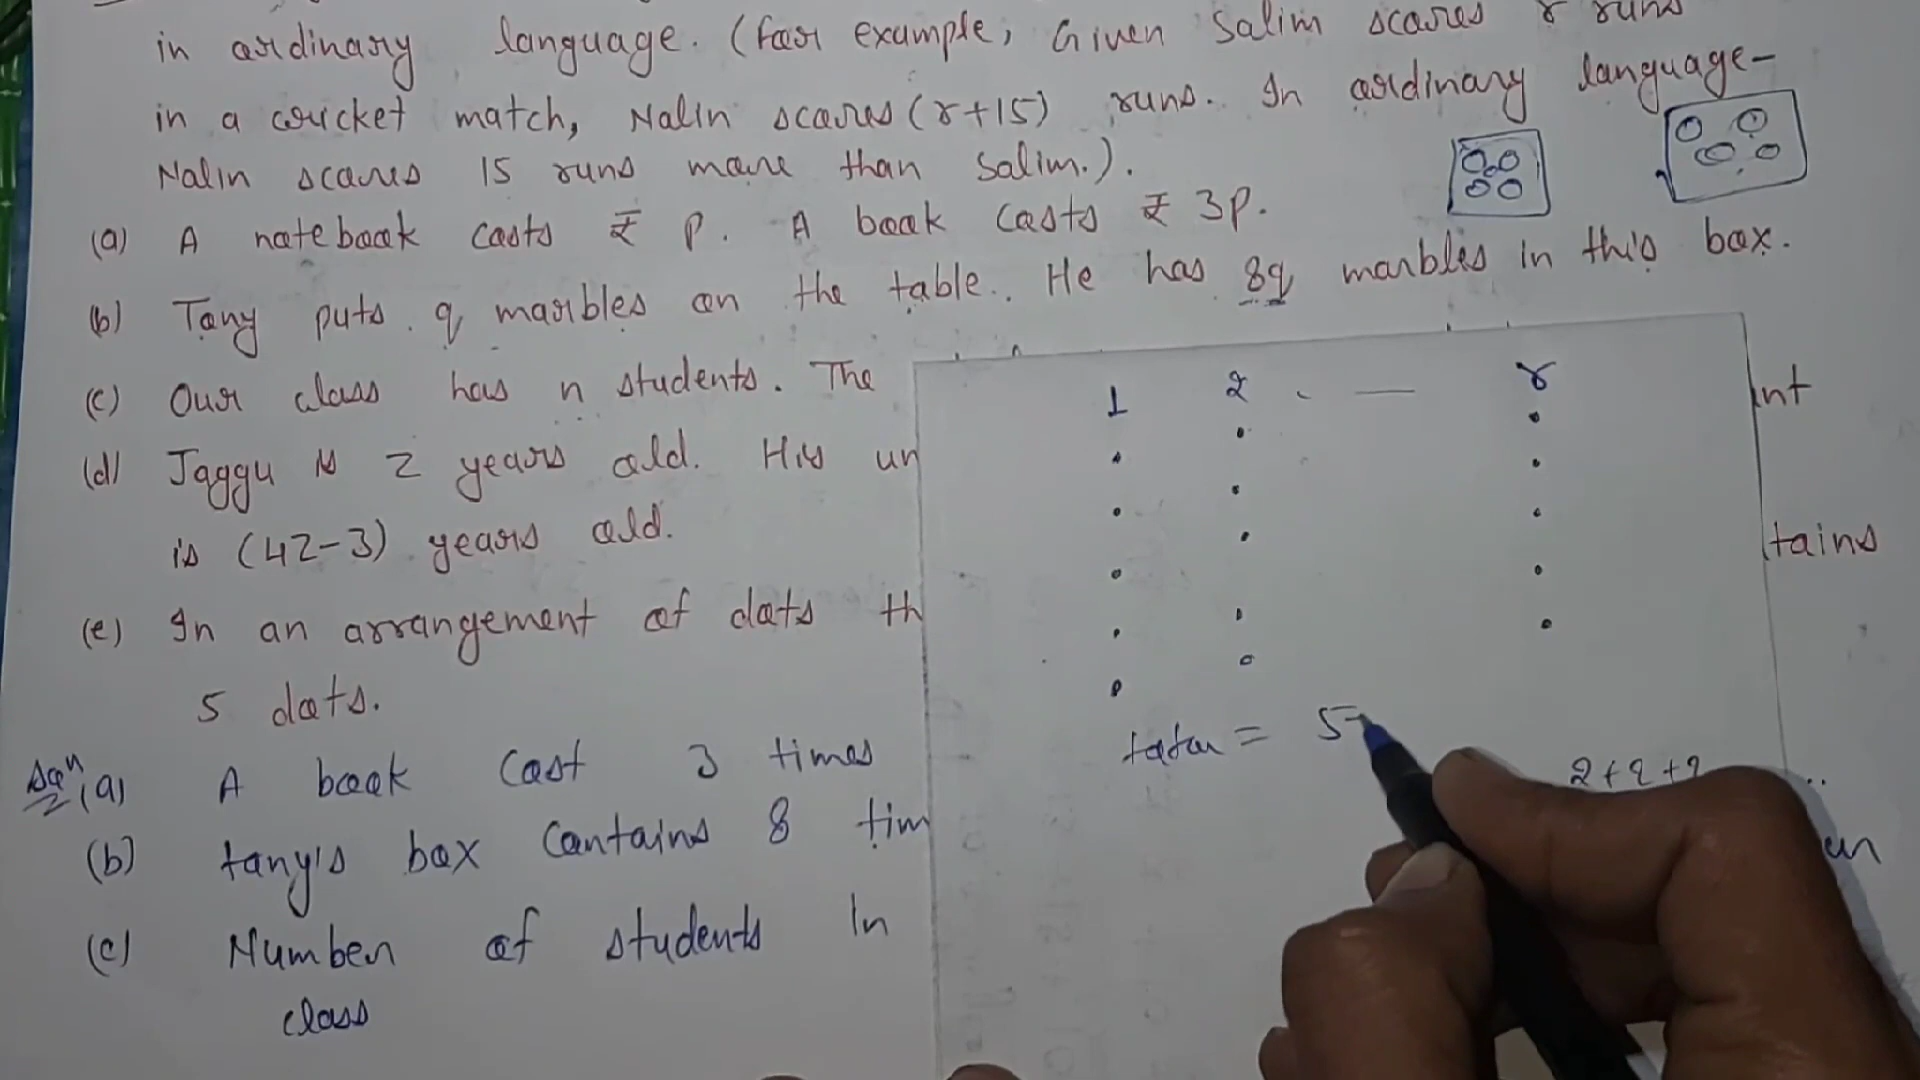 in ordinary language. (For example, Given Salim scores r runs
in a cricket match, Nalin scores (r+15) runs. In ordinary language-
Nalin scores 15 runs more than Salim.).
(a) A notebook costs ₹ p. A book costs ₹ 3p.
(b) Tony puts q marbles on the table. He has 8q marbles in this box.
(c) Our class has n students. The
(d) Jaggu is z years old. His un
is (4z-3) years old.
(e) In an arrangement of dots th
5 dots.
Solⁿ (a) A book cost 3 times
(b) tony's box contains 8 tim
(c) Number of students In
class
1 2 . — r
total = 5
2+2+2 ..